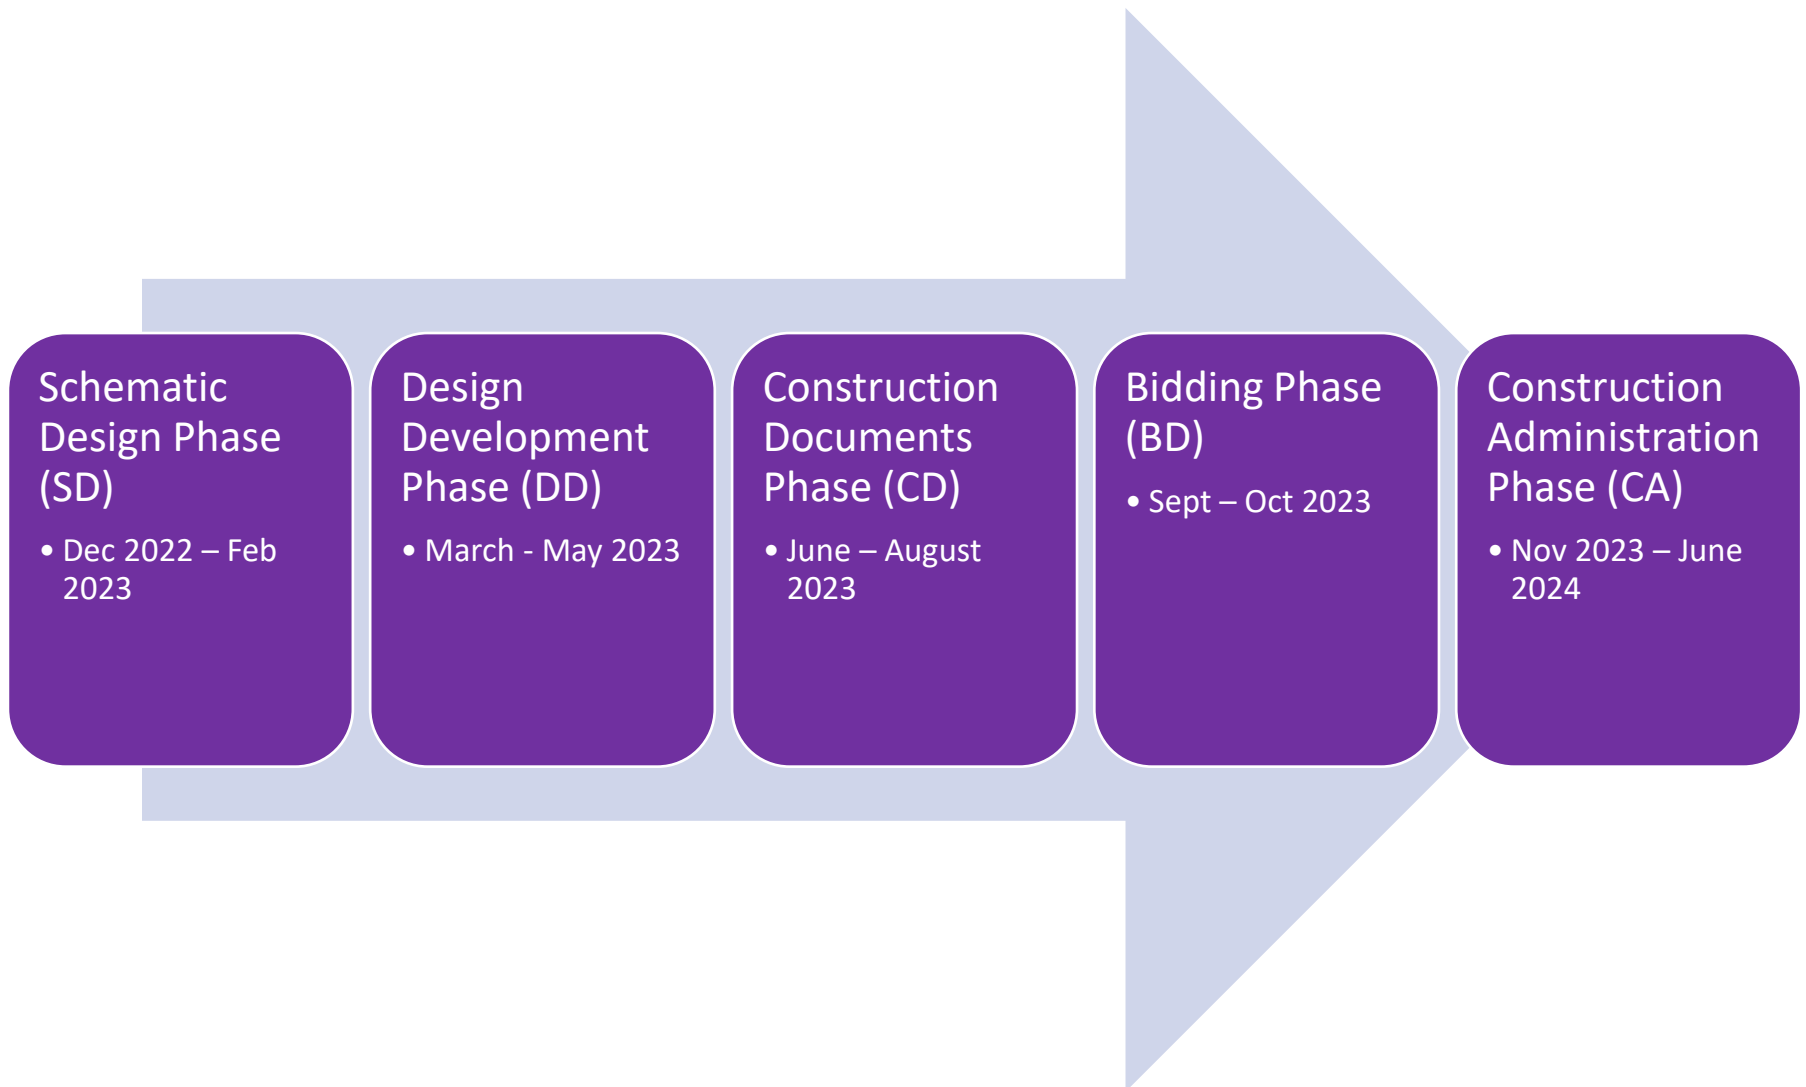 Schematic
Design Phase
(SD)
• Dec 2022 – Feb
2023
Design
Development
Phase (DD)
• March - May 2023
Construction
Documents
Phase (CD)
• June – August
2023
Bidding Phase
(BD)
• Sept – Oct 2023
Construction
Administration
Phase (CA)
• Nov 2023 – June
2024